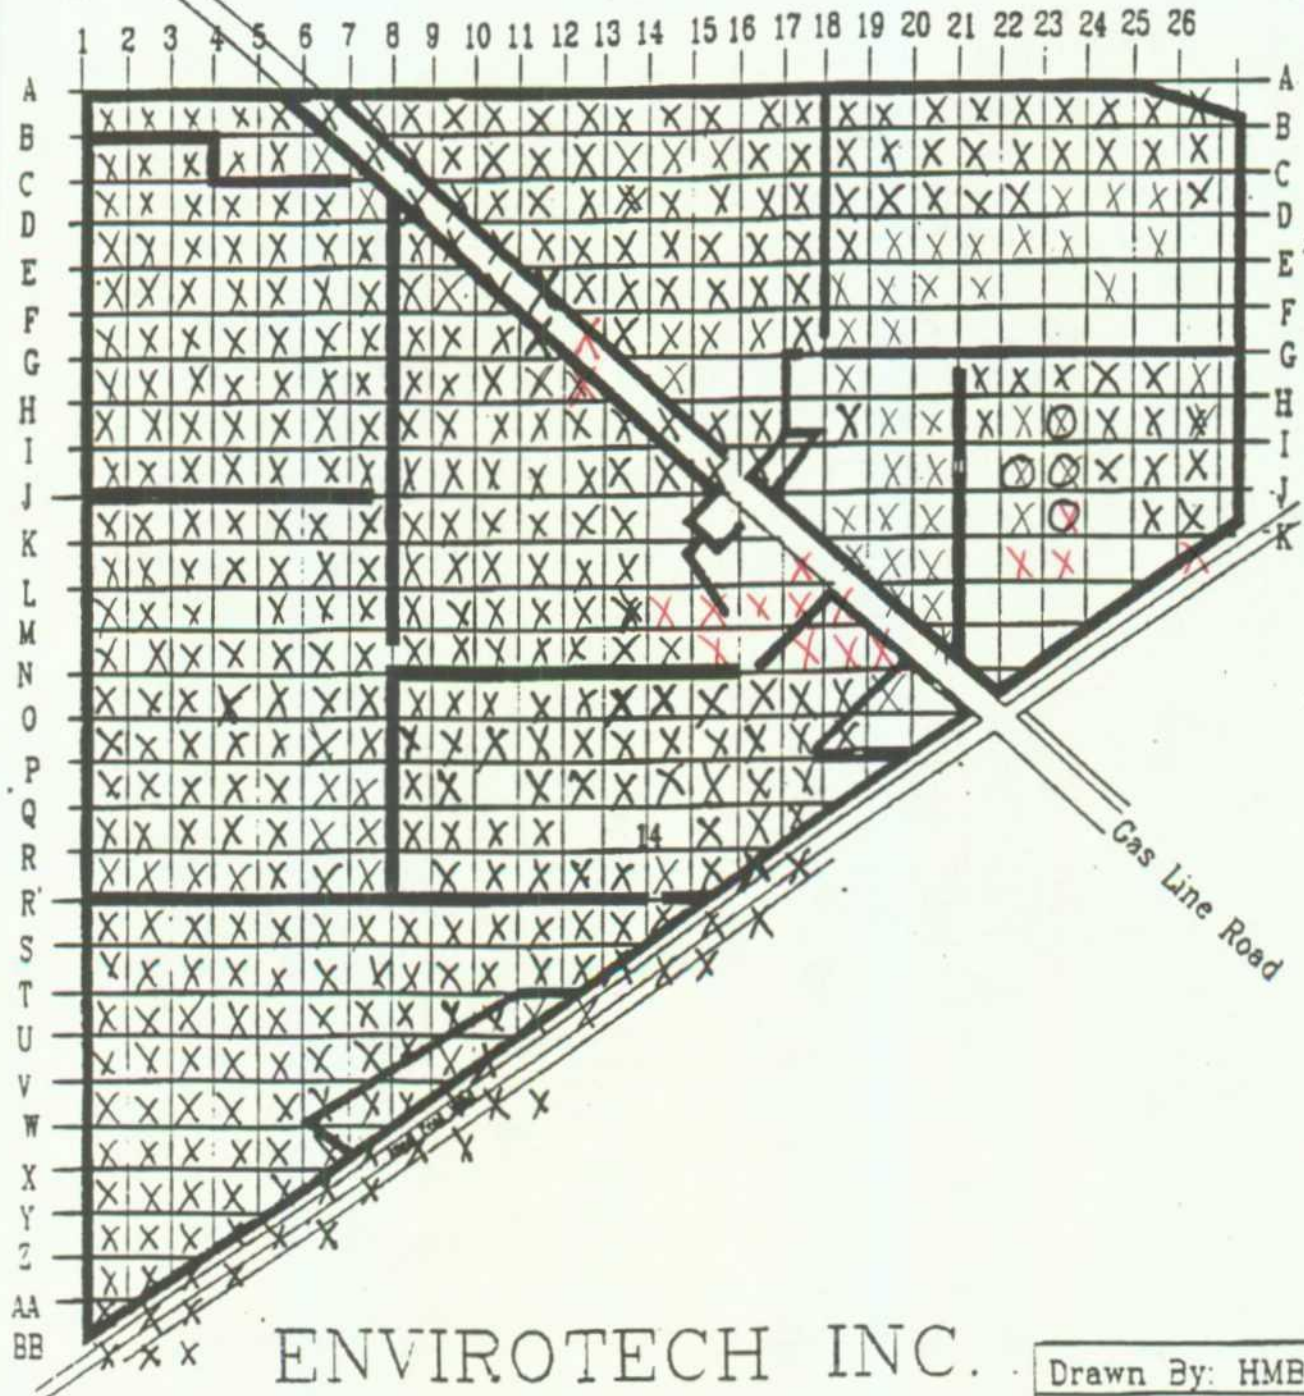 1 2 3 4 5 6 7 8 9 10 11 12 13 14 15 16 17 18 19 20 21 22 23 24 25 26
A A
B B
C C
D D
E E
F F
G G
H H
I I
J J
K K
L
M
N
O
P
Q
R 14
R'
S
T
U
V
W
X
Y
Z
AA
BB
Gas Line Road
ENVIROTECH INC.
Drawn By: HMB